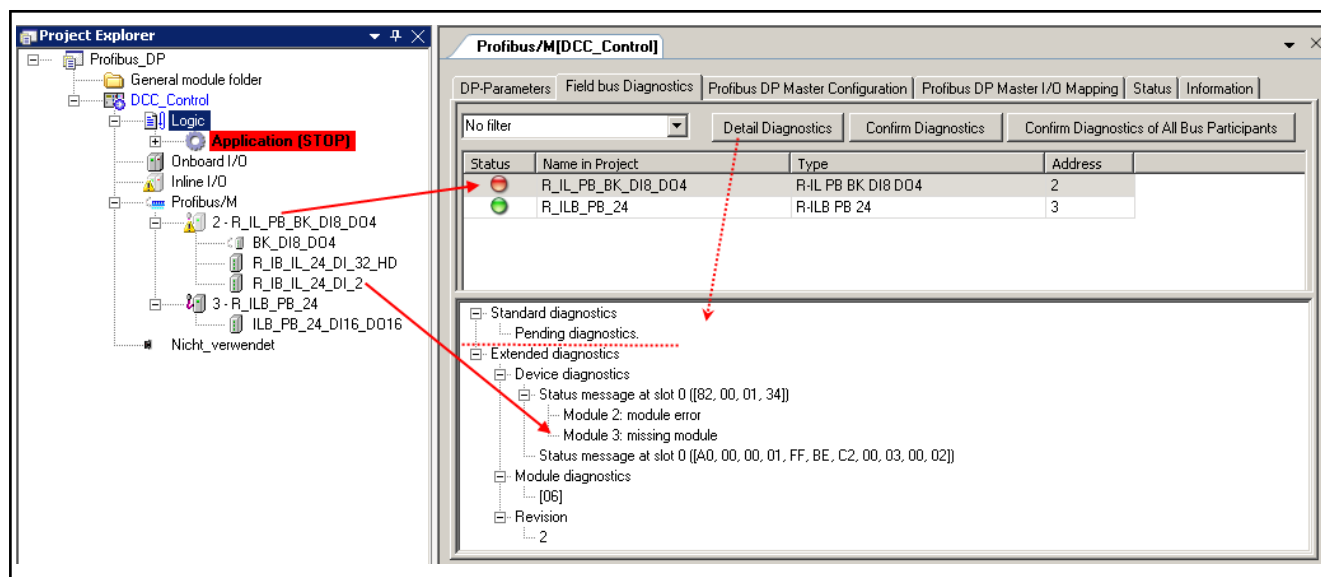 Project Explorer
Profibus_DP
General module folder
DCC_Control
Logic
Application (STOP)
Onboard I/O
Inline I/O
Profibus/M
2 - R_IL_PB_BK_DI8_DO4
BK_DI8_DO4
R_IB_IL_24_DI_32_HD
R_IB_IL_24_DI_2
3 - R_ILB_PB_24
ILB_PB_24_DI16_DO16
Nicht_verwendet
Profibus/M[DCC_Control]
DP-Parameters Field bus Diagnostics Profibus DP Master Configuration Profibus DP Master I/O Mapping Status Information
No filter Detail Diagnostics Confirm Diagnostics Confirm Diagnostics of All Bus Participants
Status Name in Project Type Address
R_IL_PB_BK_DI8_DO4 R-IL PB BK DI8 DO4 2
R_ILB_PB_24 R-ILB PB 24 3
Standard diagnostics
Pending diagnostics.
Extended diagnostics
Device diagnostics
Status message at slot 0 ([82, 00, 01, 34])
Module 2: module error
Module 3: missing module
Status message at slot 0 ([A0, 00, 00, 01, FF, BE, C2, 00, 03, 00, 02])
Module diagnostics
[06]
Revision
2